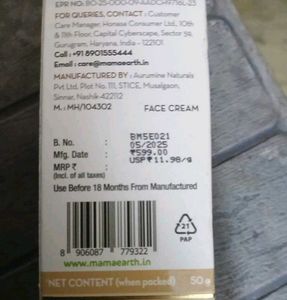 EPR NO: BO-25-000-09-AADCH9716L-23
FOR QUERIES, CONTACT : Customer
Care Manager, Honasa Consumer Ltd., 10th
& 11th Floor, Capital Cyberscape, Sector 59,
Gurugram, Haryana, India - 122101
Call us : +91 8901555444
Email : care@mamaearth.in
MANUFACTURED BY : Aurumine Naturals
Pvt Ltd, Plot No. 111, STICE, Musalgaon,
Sinnar, Nashik-422112
M. MH/104302
FACE CREAM
B. No. : BM5E021
Mfg. Date : 05/2025
MRP ₹ : ₹599.00
(Incl. of all taxes) USP₹11.98/g
Use Before 18 Months From Manufactured
8 906087 779322
www.mamaearth.in
21
PAP
NET CONTENT (when packed) 50 g